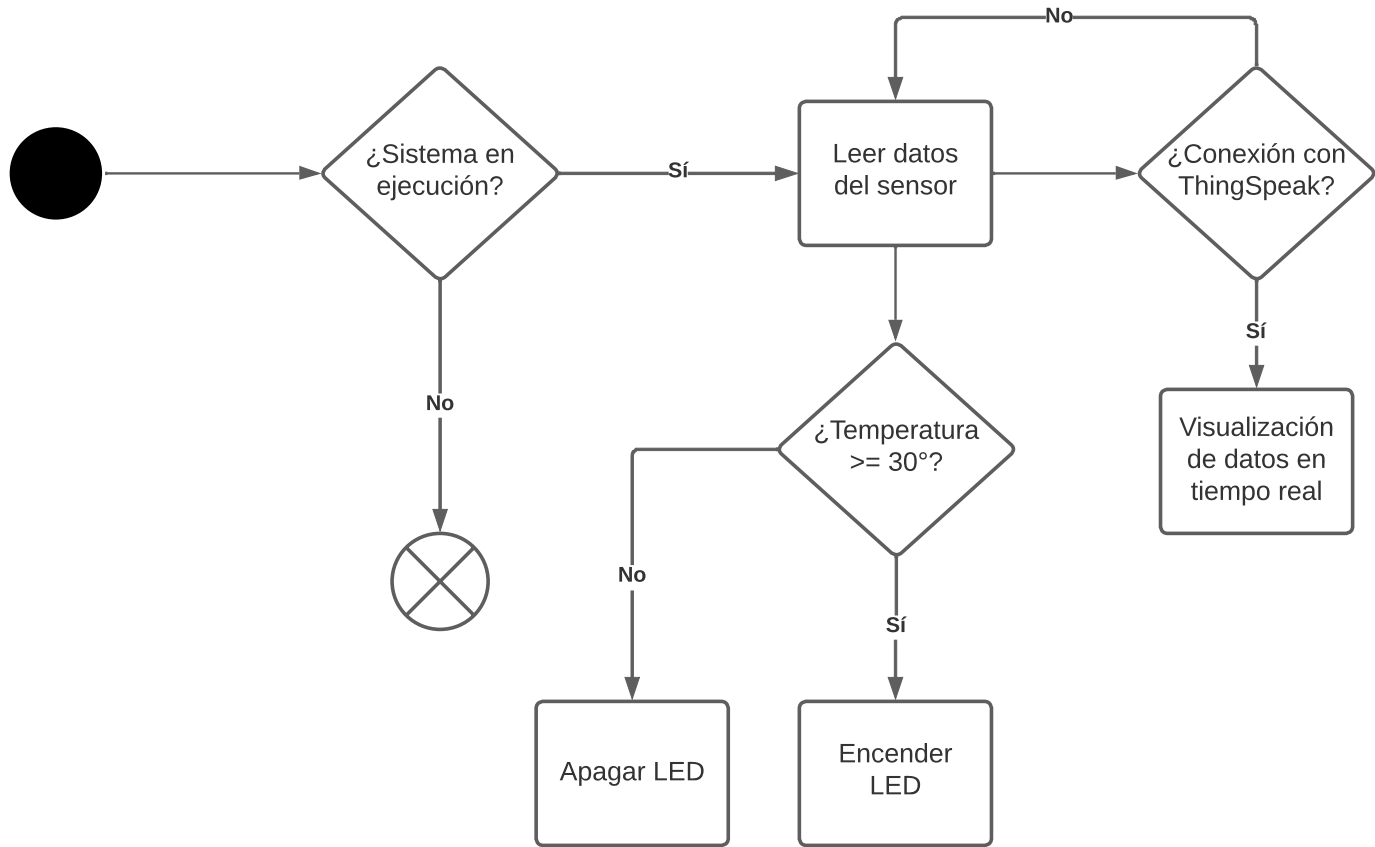 No
¿Sistema en
ejecución?
Sí
Leer datos
del sensor
¿Conexión con
ThingSpeak?
Sí
No
¿Temperatura
>= 30°?
Visualización
de datos en
tiempo real
No
Sí
Apagar LED
Encender
LED